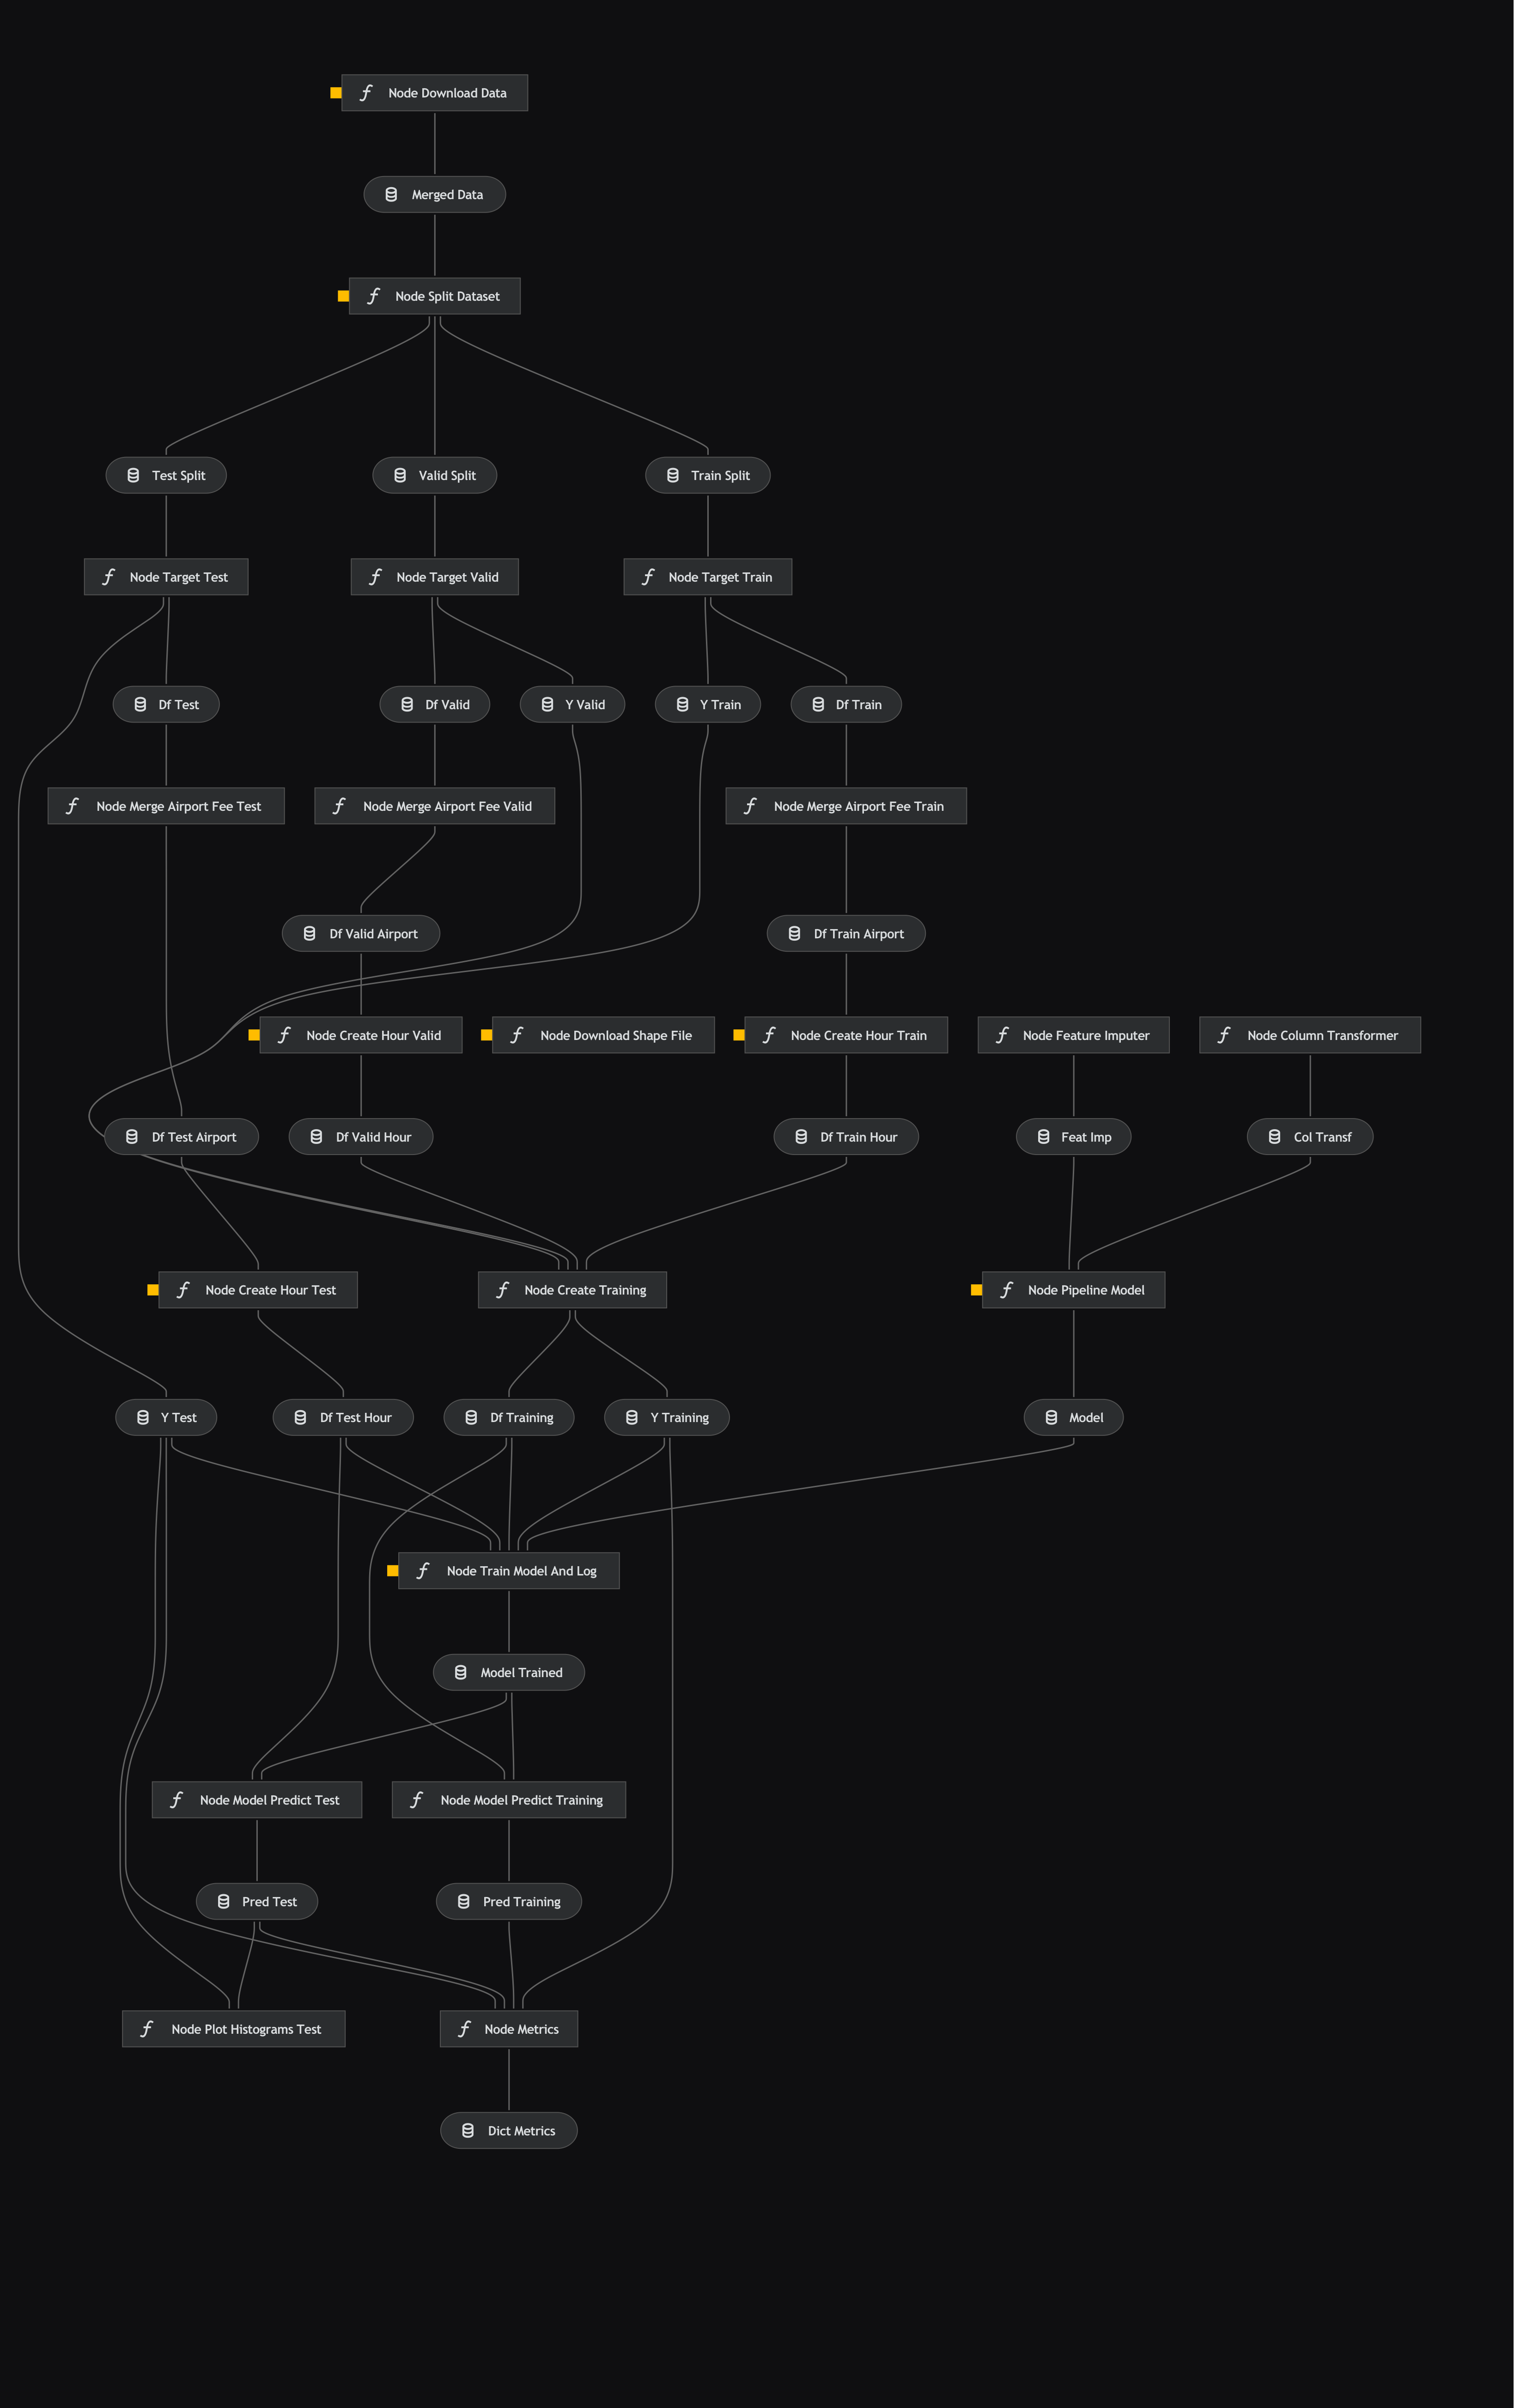 Node Download Data
Merged Data
Node Split Dataset
Test Split
Valid Split
Train Split
Node Target Test
Node Target Valid
Node Target Train
Df Test
Df Valid
Y Valid
Y Train
Df Train
Node Merge Airport Fee Test
Node Merge Airport Fee Valid
Node Merge Airport Fee Train
Df Valid Airport
Df Train Airport
Node Create Hour Valid
Node Download Shape File
Node Create Hour Train
Node Feature Imputer
Node Column Transformer
Df Test Airport
Df Valid Hour
Df Train Hour
Feat Imp
Col Transf
Node Create Hour Test
Node Create Training
Node Pipeline Model
Y Test
Df Test Hour
Df Training
Y Training
Model
Node Train Model And Log
Model Trained
Node Model Predict Test
Node Model Predict Training
Pred Test
Pred Training
Node Plot Histograms Test
Node Metrics
Dict Metrics